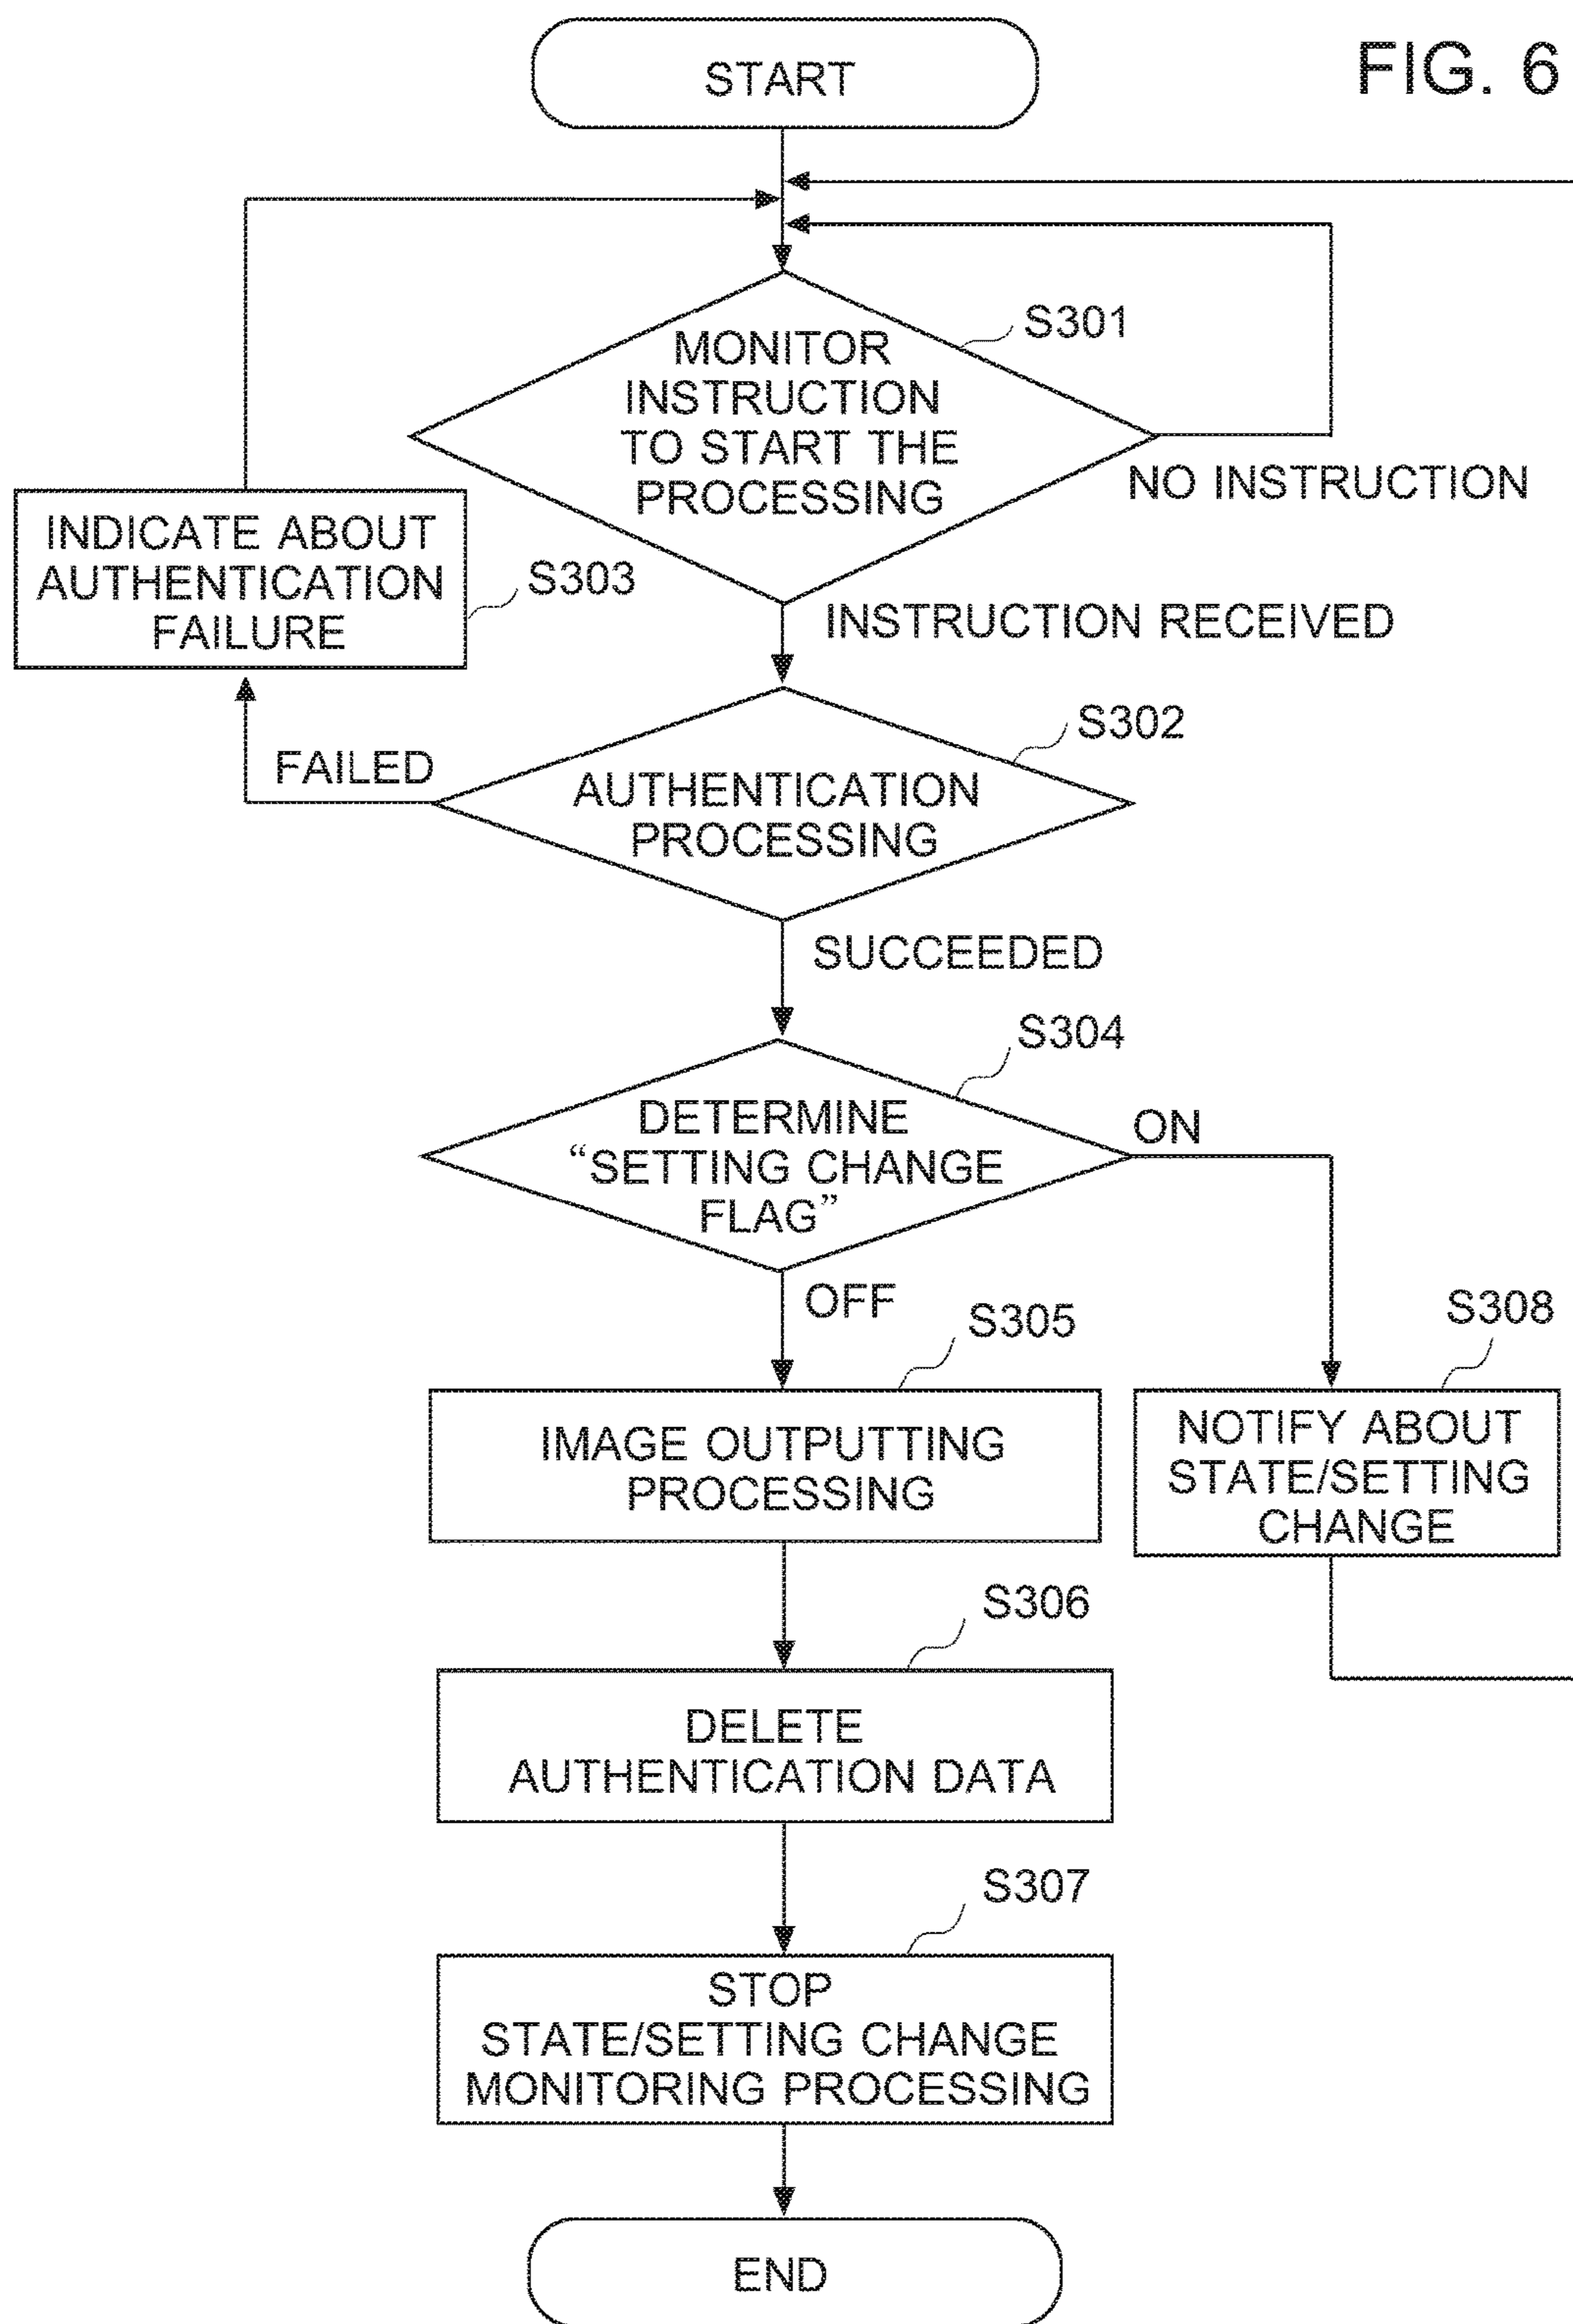 FIG. 6
START
S301
MONITOR
INSTRUCTION
TO START THE
PROCESSING
NO INSTRUCTION
INDICATE ABOUT
AUTHENTICATION
FAILURE
S303
INSTRUCTION RECEIVED
S302
FAILED
AUTHENTICATION
PROCESSING
SUCCEEDED
S304
DETERMINE
“SETTING CHANGE
FLAG”
ON
OFF
S305
S308
IMAGE OUTPUTTING
PROCESSING
NOTIFY ABOUT
STATE/SETTING
CHANGE
S306
DELETE
AUTHENTICATION DATA
S307
STOP
STATE/SETTING CHANGE
MONITORING PROCESSING
END